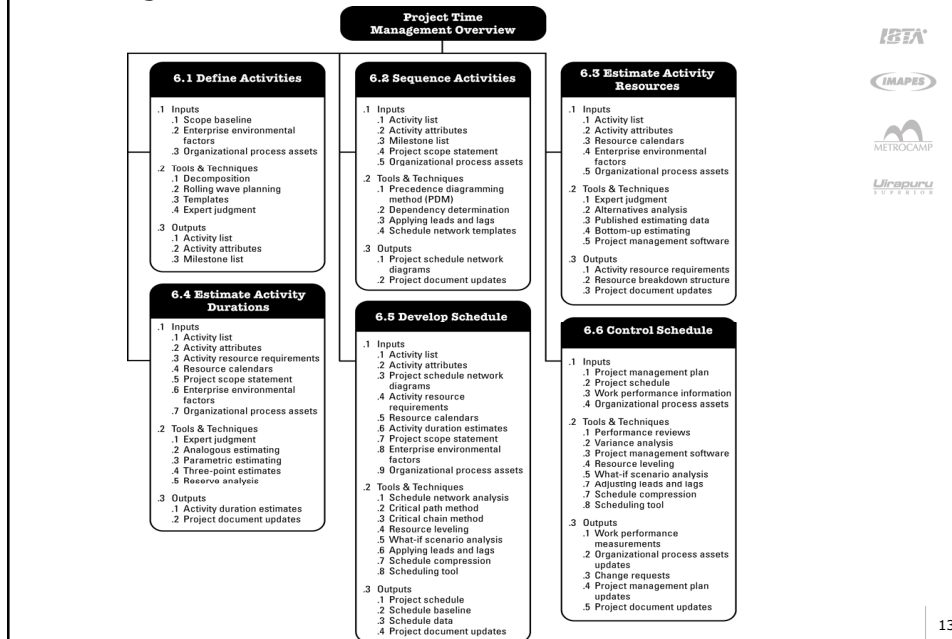 Project Time
Management Overview
6.1 Define Activities
.1 Inputs
.1 Scope baseline
.2 Enterprise environmental
factors
.3 Organizational process assets
.2 Tools & Techniques
.1 Decomposition
.2 Rolling wave planning
.3 Templates
.4 Expert judgment
.3 Outputs
.1 Activity list
.2 Activity attributes
.3 Milestone list
6.2 Sequence Activities
.1 Inputs
.1 Activity list
.2 Activity attributes
.3 Milestone list
.4 Project scope statement
.5 Organizational process assets
.2 Tools & Techniques
.1 Precedence diagramming
method (PDM)
.2 Dependency determination
.3 Applying leads and lags
.4 Schedule network templates
.3 Outputs
.1 Project schedule network
diagrams
.2 Project document updates
6.3 Estimate Activity
Resources
.1 Inputs
.1 Activity list
.2 Activity attributes
.3 Resource calendars
.4 Enterprise environmental
factors
.5 Organizational process assets
.2 Tools & Techniques
.1 Expert judgment
.2 Alternatives analysis
.3 Published estimating data
.4 Bottom-up estimating
.5 Project management software
.3 Outputs
.1 Activity resource requirements
.2 Resource breakdown structure
.3 Project document updates
6.4 Estimate Activity
Durations
.1 Inputs
.1 Activity list
.2 Activity attributes
.3 Activity resource requirements
.4 Resource calendars
.5 Project scope statement
.6 Enterprise environmental
factors
.7 Organizational process assets
.2 Tools & Techniques
.1 Expert judgment
.2 Analogous estimating
.3 Parametric estimating
.4 Three-point estimates
.5 Reserve analysis
.3 Outputs
.1 Activity duration estimates
.2 Project document updates
6.5 Develop Schedule
.1 Inputs
.1 Activity list
.2 Activity attributes
.3 Project schedule network
diagrams
.4 Activity resource
requirements
.5 Resource calendars
.6 Activity duration estimates
.7 Project scope statement
.8 Enterprise environmental
factors
.9 Organizational process assets
.2 Tools & Techniques
.1 Schedule network analysis
.2 Critical path method
.3 Critical chain method
.4 Resource leveling
.5 What-if scenario analysis
.6 Applying leads and lags
.7 Schedule compression
.8 Scheduling tool
.3 Outputs
.1 Project schedule
.2 Schedule baseline
.3 Schedule data
.4 Project document updates
6.6 Control Schedule
.1 Inputs
.1 Project management plan
.2 Project schedule
.3 Work performance information
.4 Organizational process assets
.2 Tools & Techniques
.1 Performance reviews
.2 Variance analysis
.3 Project management software
.4 Resource leveling
.5 What-if scenario analysis
.7 Adjusting leads and lags
.7 Schedule compression
.8 Scheduling tool
.3 Outputs
.1 Work performance
measurements
.2 Organizational process assets
updates
.3 Change requests
.4 Project management plan
updates
.5 Project document updates
IBTA
IMAPES
METROCAMP
Uirapuru
SUPERIOR
13